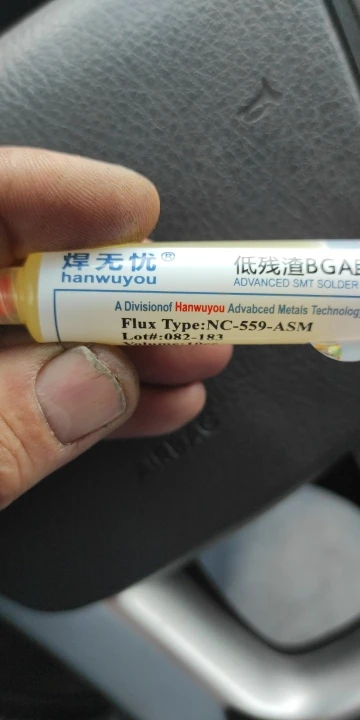 焊无忧®
hanwuyou
低残渣BGA
ADVANCED SMT SOLDER
A Divisionof Hanwuyou Advabced Metals Technolog
Flux Type:NC-559-ASM
Lot#:082-183